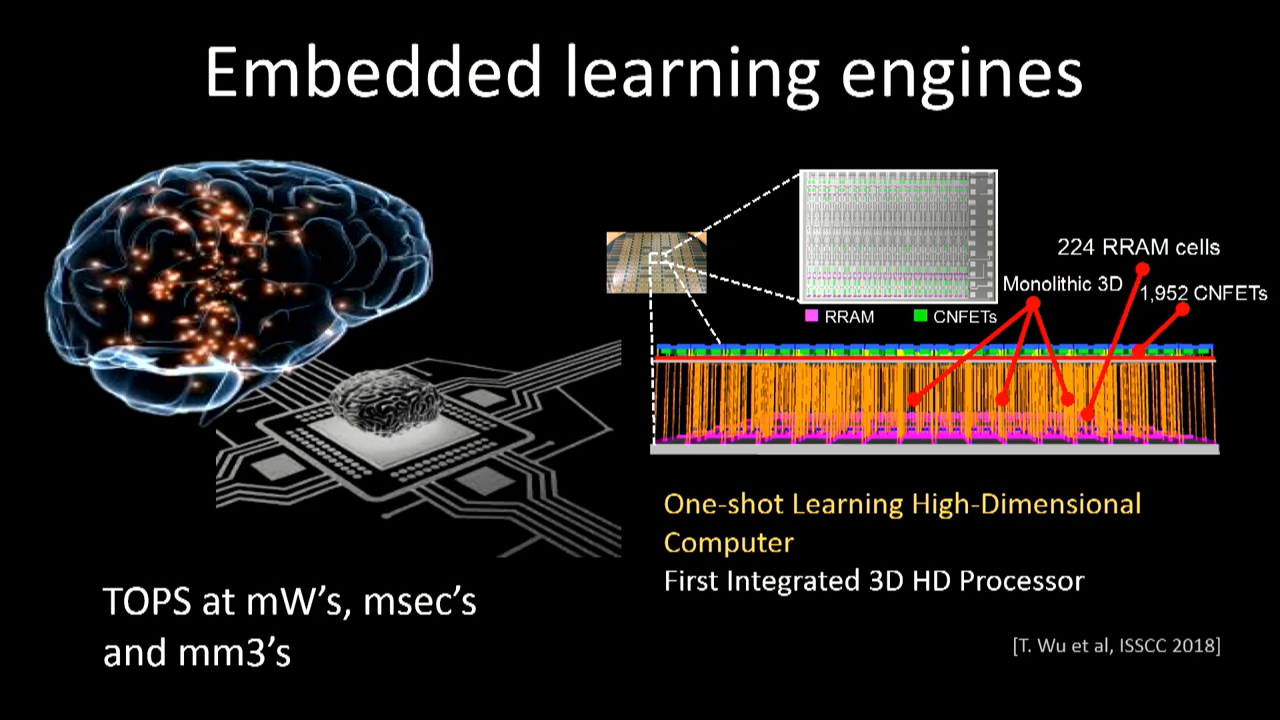 Embedded learning engines
224 RRAM cells
Monolithic 3D
1,952 CNFETs
RRAM
CNFETs
One-shot Learning High-Dimensional
Computer
First Integrated 3D HD Processor
TOPS at mW’s, msec’s
and mm3’s
[T. Wu et al, ISSCC 2018]